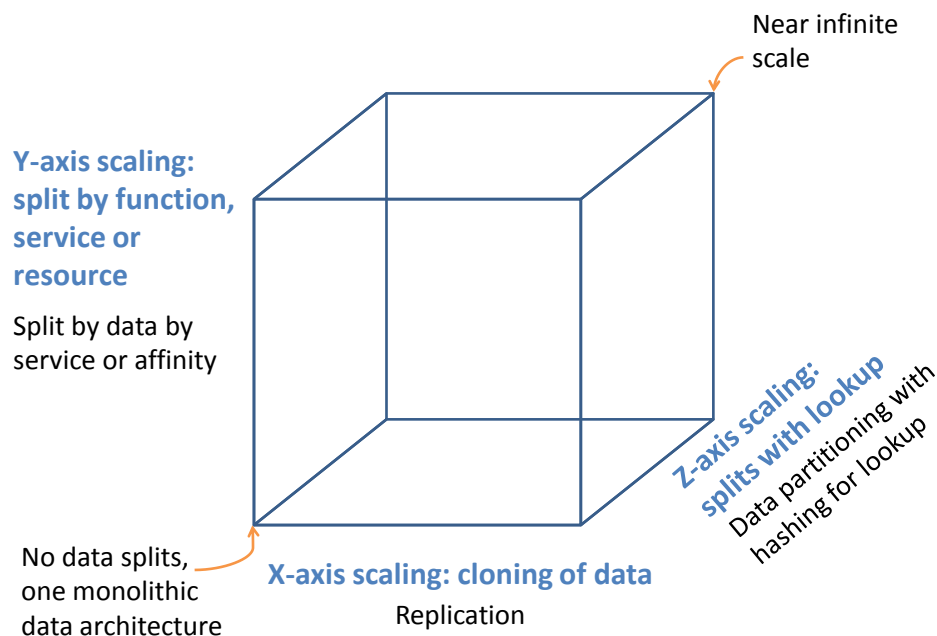 Near infinite
scale
Y-axis scaling:
split by function,
service or
resource
Split by data by
service or affinity
Z-axis scaling:
splits with lookup
Data partitioning with
hashing for lookup
No data splits,
one monolithic
data architecture
X-axis scaling: cloning of data
Replication